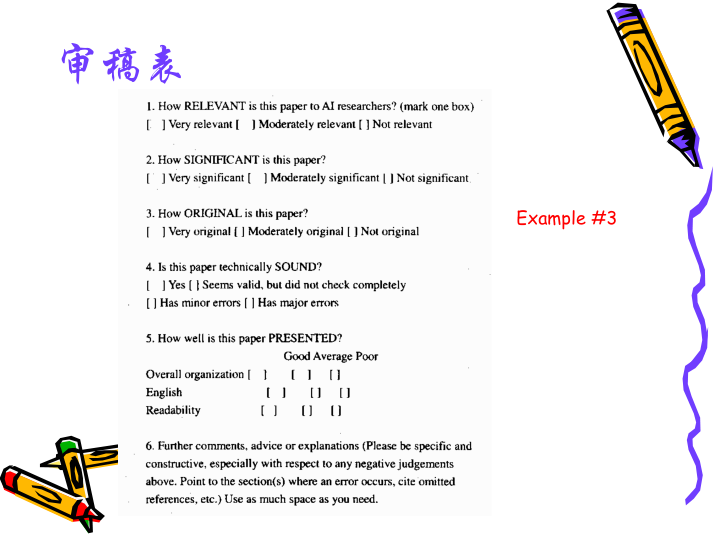 审稿表
1. How RELEVANT is this paper to AI researchers? (mark one box)
[ ] Very relevant [ ] Moderately relevant [ ] Not relevant
2. How SIGNIFICANT is this paper?
[ ] Very significant [ ] Moderately significant [ ] Not significant
3. How ORIGINAL is this paper?
[ ] Very original [ ] Moderately original [ ] Not original
Example #3
4. Is this paper technically SOUND?
[ ] Yes [ ] Seems valid, but did not check completely
[ ] Has minor errors [ ] Has major errors
5. How well is this paper PRESENTED?
Good Average Poor
Overall organization [ ] [ ] [ ]
English [ ] [ ] [ ]
Readability [ ] [ ] [ ]
6. Further comments, advice or explanations (Please be specific and
constructive, especially with respect to any negative judgements
above. Point to the section(s) where an error occurs, cite omitted
references, etc.) Use as much space as you need.